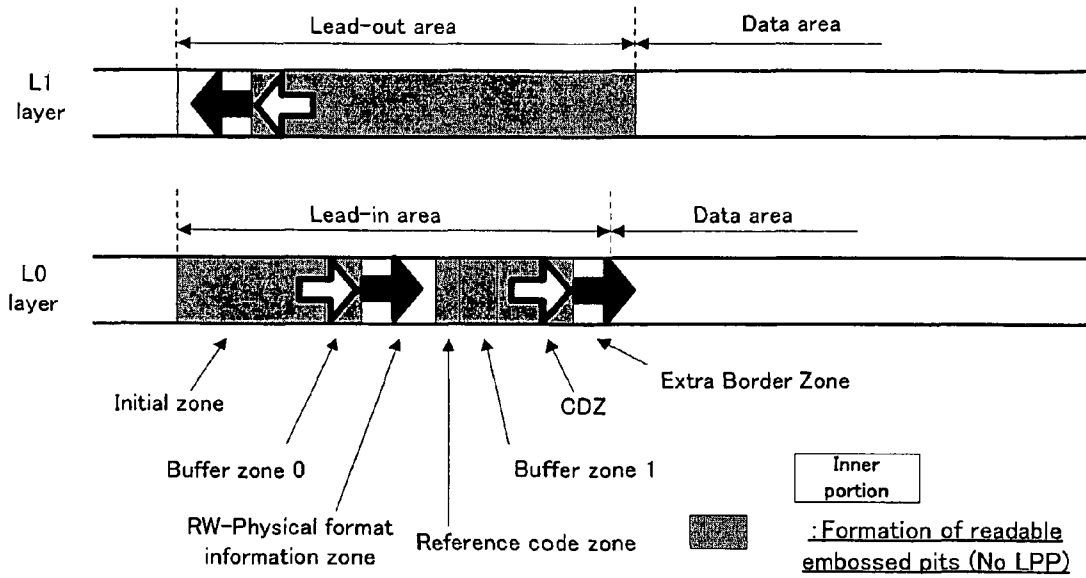 Lead-out area
Data area
L1
layer
Lead-in area
Data area
L0
layer
Initial zone
Buffer zone 0
RW-Physical format
information zone
Reference code zone
Buffer zone 1
CDZ
Extra Border Zone
Inner
portion
:Formation of readable
embossed pits (No LPP)